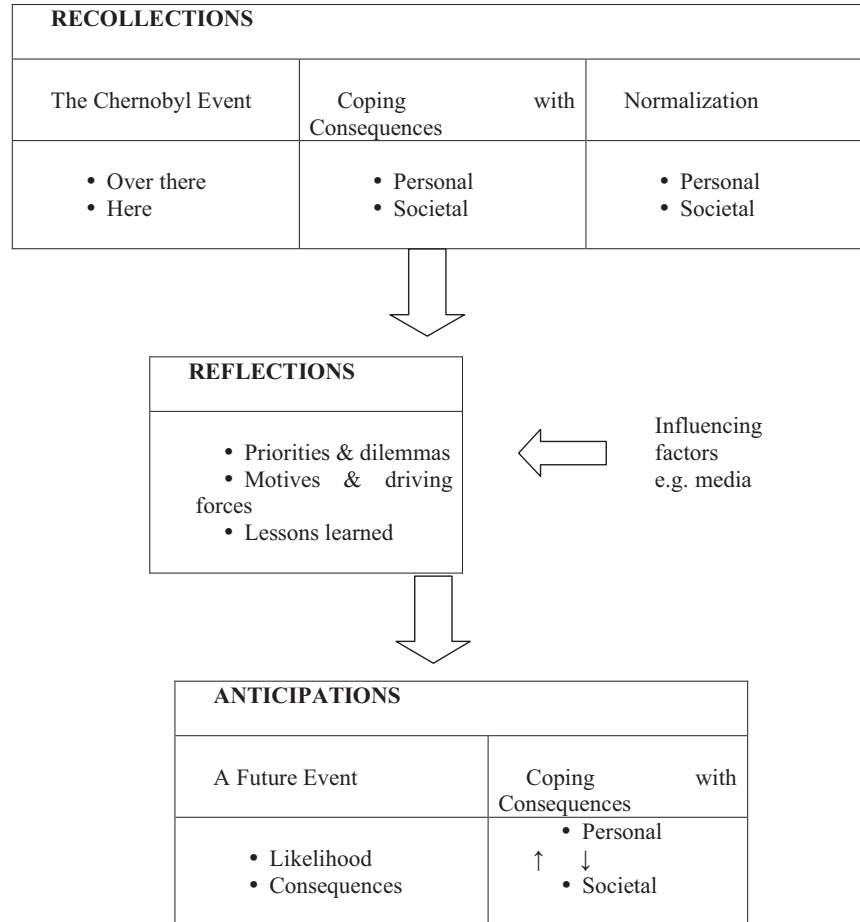 RECOLLECTIONS
The Chernobyl Event
Coping with
Consequences
Normalization
• Over there
• Here
• Personal
• Societal
• Personal
• Societal
REFLECTIONS
• Priorities & dilemmas
• Motives & driving
forces
• Lessons learned
Influencing
factors
e.g. media
ANTICIPATIONS
A Future Event
Coping with
Consequences
• Likelihood
• Consequences
• Personal
↑ ↓
• Societal